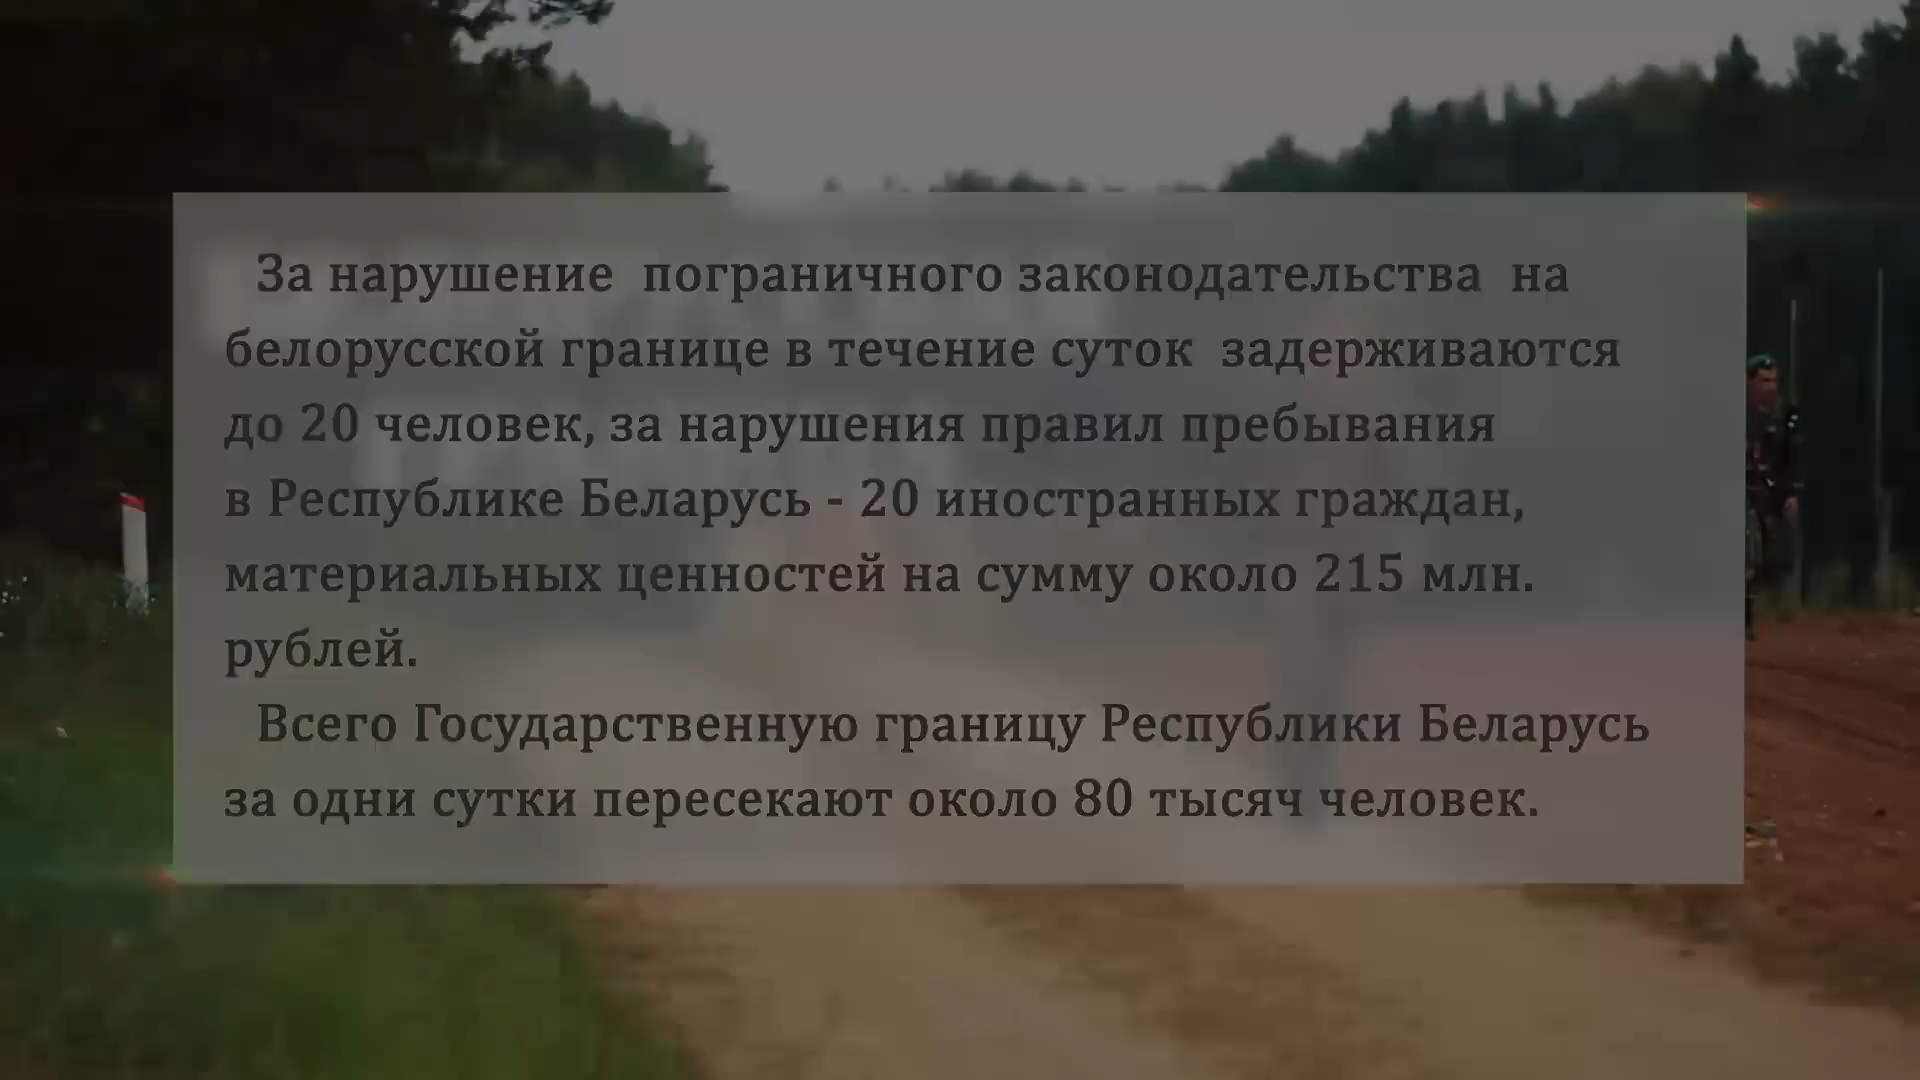 За нарушение пограничного законодательства на
белорусской границе в течение суток задерживаются
до 20 человек, за нарушения правил пребывания
в Республике Беларусь - 20 иностранных граждан,
материальных ценностей на сумму около 215 млн.
рублей.
Всего Государственную границу Республики Беларусь
за одни сутки пересекают около 80 тысяч человек.